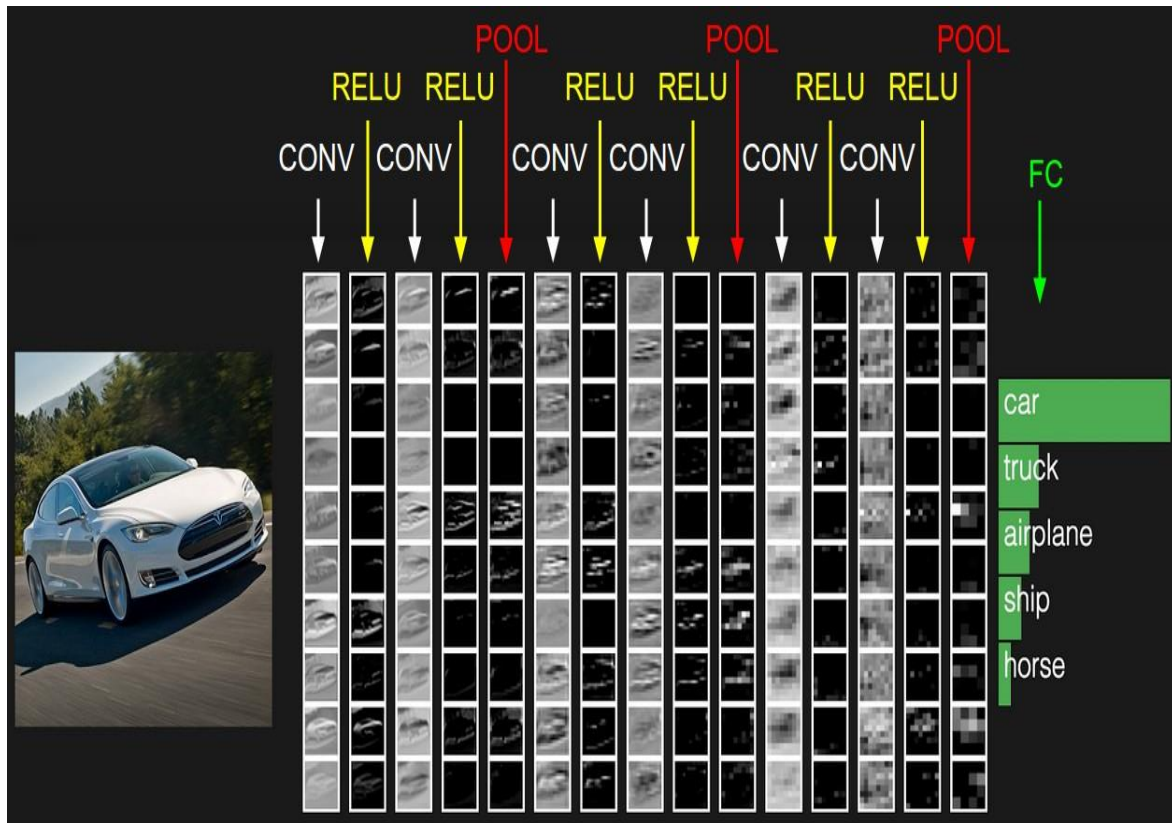 POOL POOL POOL
RELU RELU RELU RELU RELU RELU
CONV CONV CONV CONV CONV CONV
FC
car
truck
airplane
ship
horse